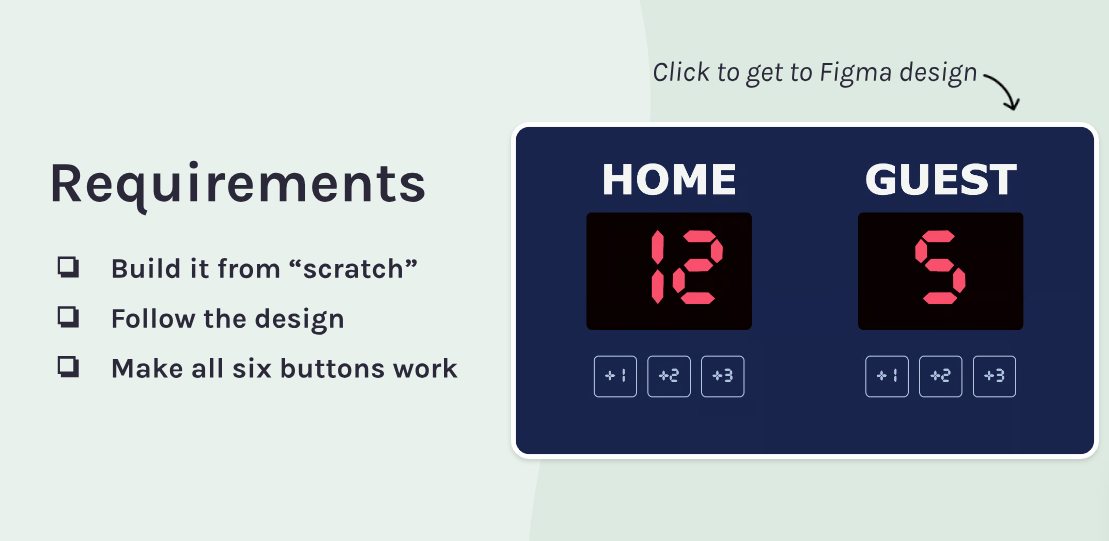 Click to get to Figma design
Requirements
Build it from “scratch”
Follow the design
Make all six buttons work
HOME GUEST
12 5
+1 +2 +3 +1 +2 +3